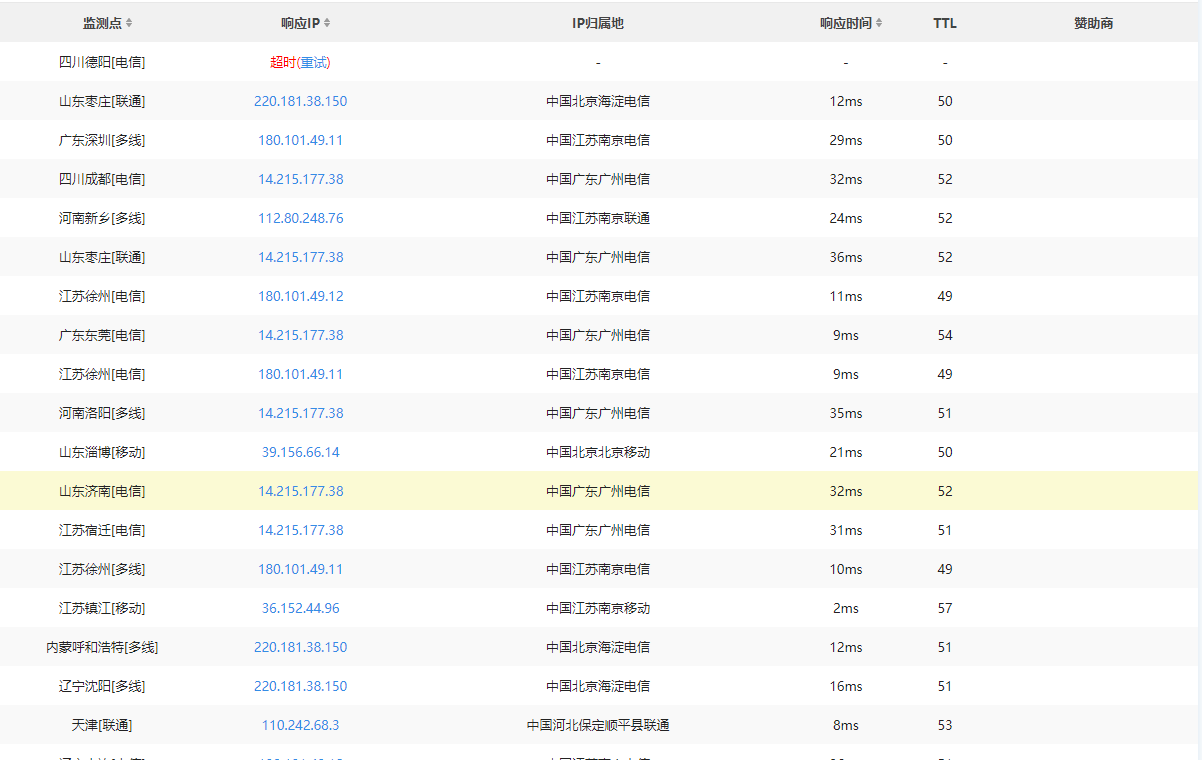 监测点 响应IP IP归属地 响应时间 TTL 赞助商
四川德阳[电信] 超时(重试) - - -
山东枣庄[联通] 220.181.38.150 中国北京海淀电信 12ms 50
广东深圳[多线] 180.101.49.11 中国江苏南京电信 29ms 50
四川成都[电信] 14.215.177.38 中国广东广州电信 32ms 52
河南新乡[多线] 112.80.248.76 中国江苏南京联通 24ms 52
山东枣庄[联通] 14.215.177.38 中国广东广州电信 36ms 52
江苏徐州[电信] 180.101.49.12 中国江苏南京电信 11ms 49
广东东莞[电信] 14.215.177.38 中国广东广州电信 9ms 54
江苏徐州[电信] 180.101.49.11 中国江苏南京电信 9ms 49
河南洛阳[多线] 14.215.177.38 中国广东广州电信 35ms 51
山东淄博[移动] 39.156.66.14 中国北京北京移动 21ms 50
山东济南[电信] 14.215.177.38 中国广东广州电信 32ms 52
江苏宿迁[电信] 14.215.177.38 中国广东广州电信 31ms 51
江苏徐州[多线] 180.101.49.11 中国江苏南京电信 10ms 49
江苏镇江[移动] 36.152.44.96 中国江苏南京移动 2ms 57
内蒙呼和浩特[多线] 220.181.38.150 中国北京海淀电信 12ms 51
辽宁沈阳[多线] 220.181.38.150 中国北京海淀电信 16ms 51
天津[联通] 110.242.68.3 中国河北保定顺平县联通 8ms 53